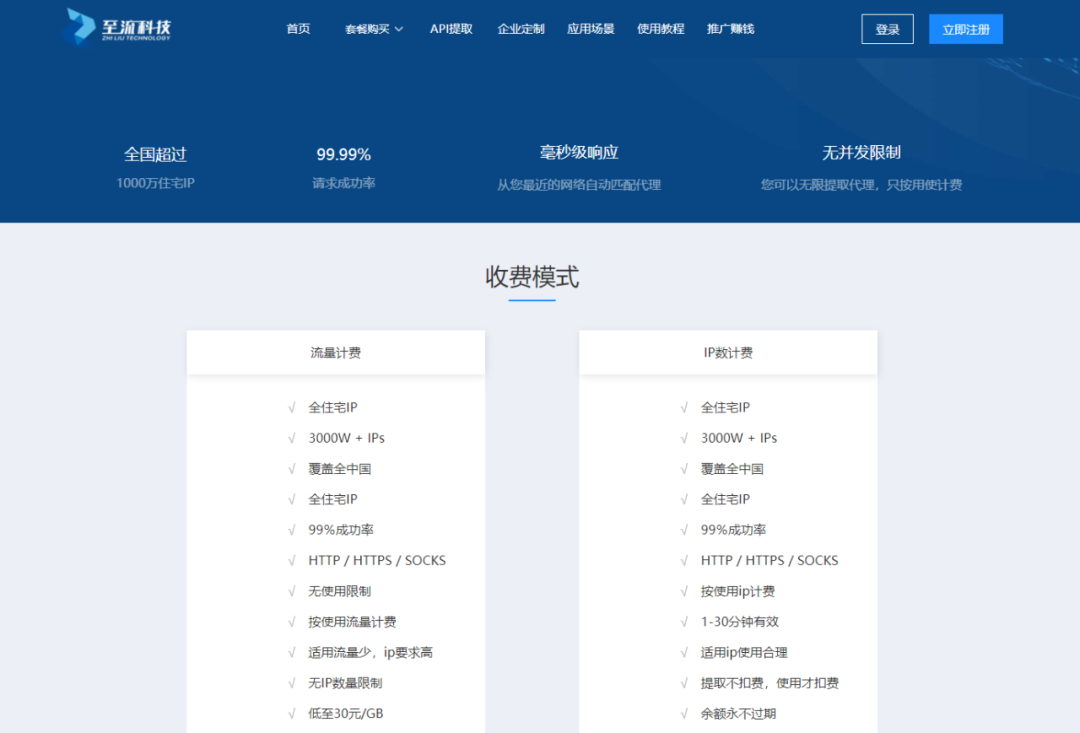 至流科技
ZHI LIU TECHNOLOGY
首页 套餐购买 API提取 企业定制 应用场景 使用教程 推广赚钱 登录 立即注册
全国超过 99.99% 毫秒级响应 无并发限制
1000万住宅IP 请求成功率 从您最近的网络自动匹配代理 您可以无限提取代理，只按用使计费
收费模式
流量计费
√ 全住宅IP
√ 3000W + IPs
√ 覆盖全中国
√ 全住宅IP
√ 99%成功率
√ HTTP / HTTPS / SOCKS
√ 无使用限制
√ 按使用流量计费
√ 适用流量少，ip要求高
√ 无IP数量限制
√ 低至30元/GB
IP数计费
√ 全住宅IP
√ 3000W + IPs
√ 覆盖全中国
√ 全住宅IP
√ 99%成功率
√ HTTP / HTTPS / SOCKS
√ 按使用ip计费
√ 1-30分钟有效
√ 适用ip使用合理
√ 提取不扣费，使用才扣费
√ 余额永不过期